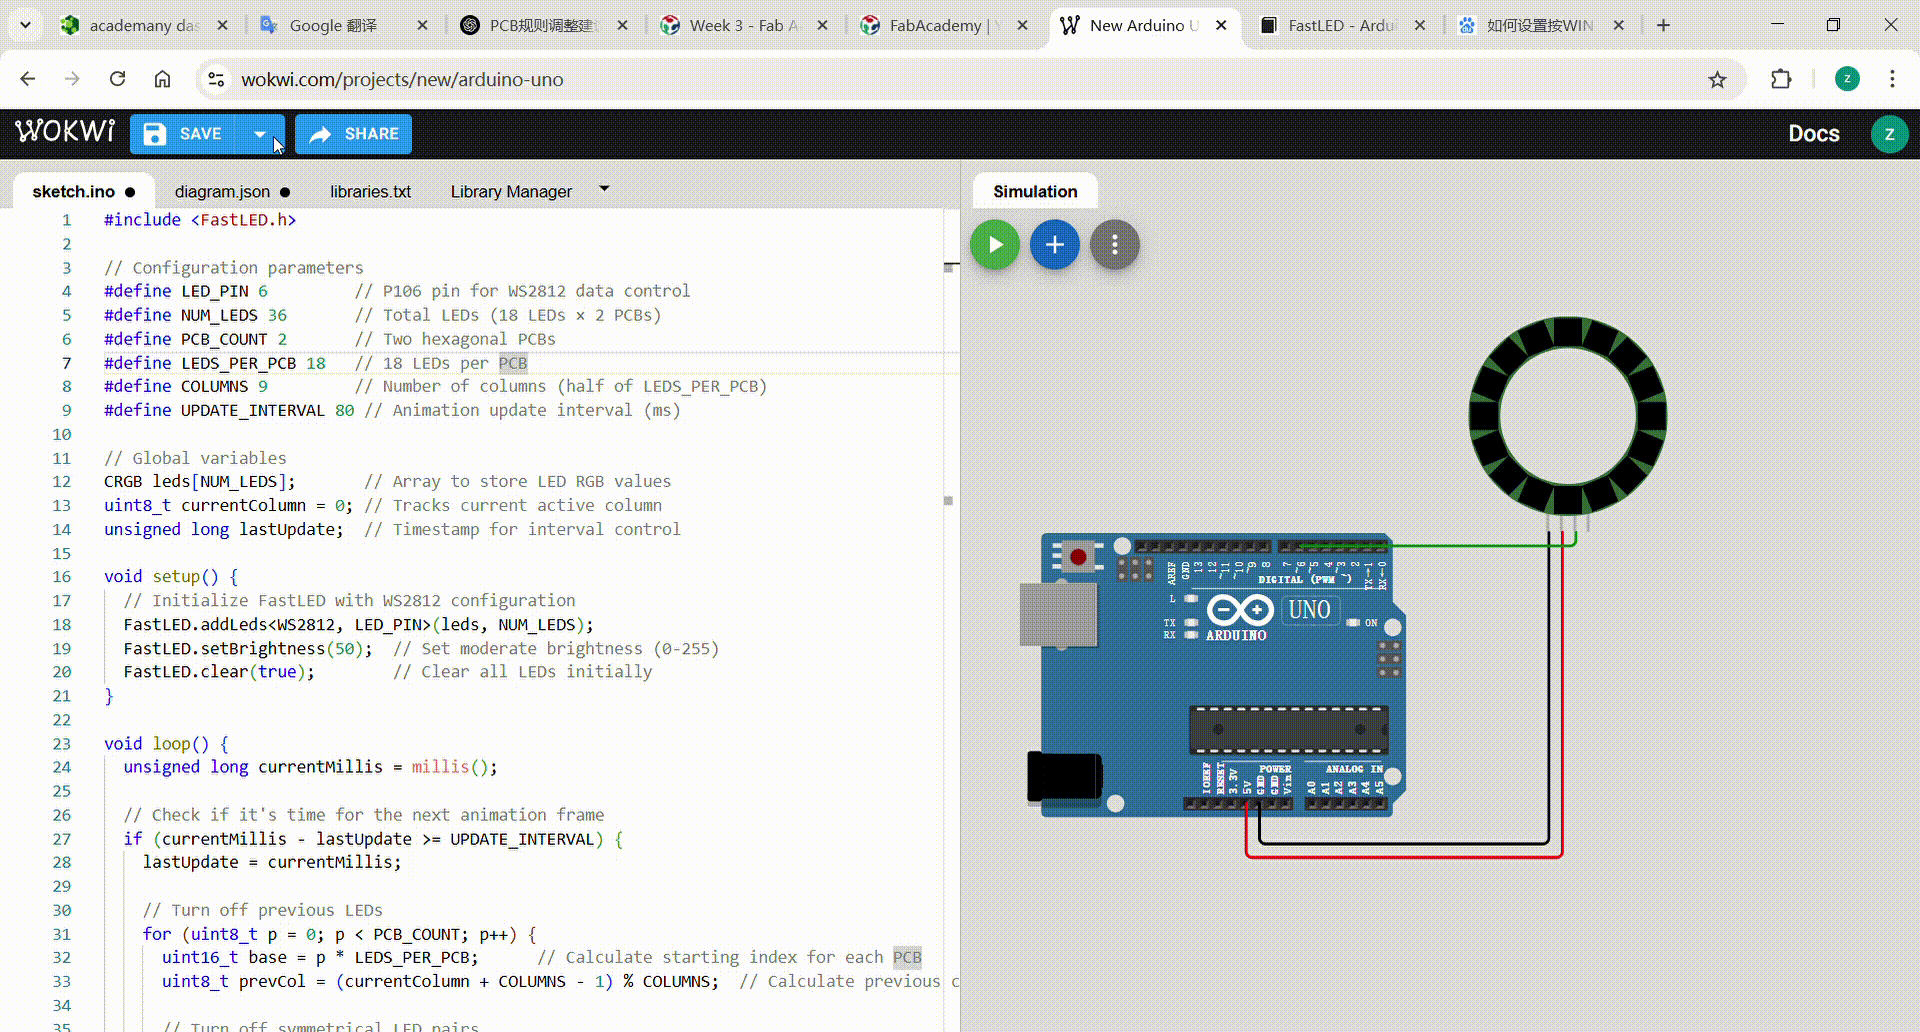 academany das
Google 翻译
PCB规则调整建
Week 3 - Fab A
FabAcademy | Y
New Arduino U
FastLED - Ardui
如何设置按WIN
wokwi.com/projects/new/arduino-uno
z
WOKWI
SAVE
SHARE
Docs
z
sketch.ino
diagram.json
libraries.txt
Library Manager
Simulation
1 #include <FastLED.h>
2
3 // Configuration parameters
4 #define LED_PIN 6 // P106 pin for WS2812 data control
5 #define NUM_LEDS 36 // Total LEDs (18 LEDs × 2 PCBs)
6 #define PCB_COUNT 2 // Two hexagonal PCBs
7 #define LEDS_PER_PCB 18 // 18 LEDs per PCB
8 #define COLUMNS 9 // Number of columns (half of LEDS_PER_PCB)
9 #define UPDATE_INTERVAL 80 // Animation update interval (ms)
10
11 // Global variables
12 CRGB leds[NUM_LEDS]; // Array to store LED RGB values
13 uint8_t currentColumn = 0; // Tracks current active column
14 unsigned long lastUpdate; // Timestamp for interval control
15
16 void setup() {
17 // Initialize FastLED with WS2812 configuration
18 FastLED.addLeds<WS2812, LED_PIN>(leds, NUM_LEDS);
19 FastLED.setBrightness(50); // Set moderate brightness (0-255)
20 FastLED.clear(true); // Clear all LEDs initially
21 }
22
23 void loop() {
24 unsigned long currentMillis = millis();
25
26 // Check if it's time for the next animation frame
27 if (currentMillis - lastUpdate >= UPDATE_INTERVAL) {
28 lastUpdate = currentMillis;
29
30 // Turn off previous LEDs
31 for (uint8_t p = 0; p < PCB_COUNT; p++) {
32 uint16_t base = p * LEDS_PER_PCB; // Calculate starting index for each PCB
33 uint8_t prevCol = (currentColumn + COLUMNS - 1) % COLUMNS; // Calculate previous c
34
35 // Turn off symmetrical LED pairs
AREF
GND
13
12
~11
~10
~9
8
7
~6
~5
4
~3
2
TX→1
RX←0
DIGITAL (PWM ~)
L
TX
RX
ARDUINO
UNO
ON
IOREF
RESET
3.3V
5V
GND
GND
Vin
POWER
ANALOG IN
A0
A1
A2
A3
A4
A5